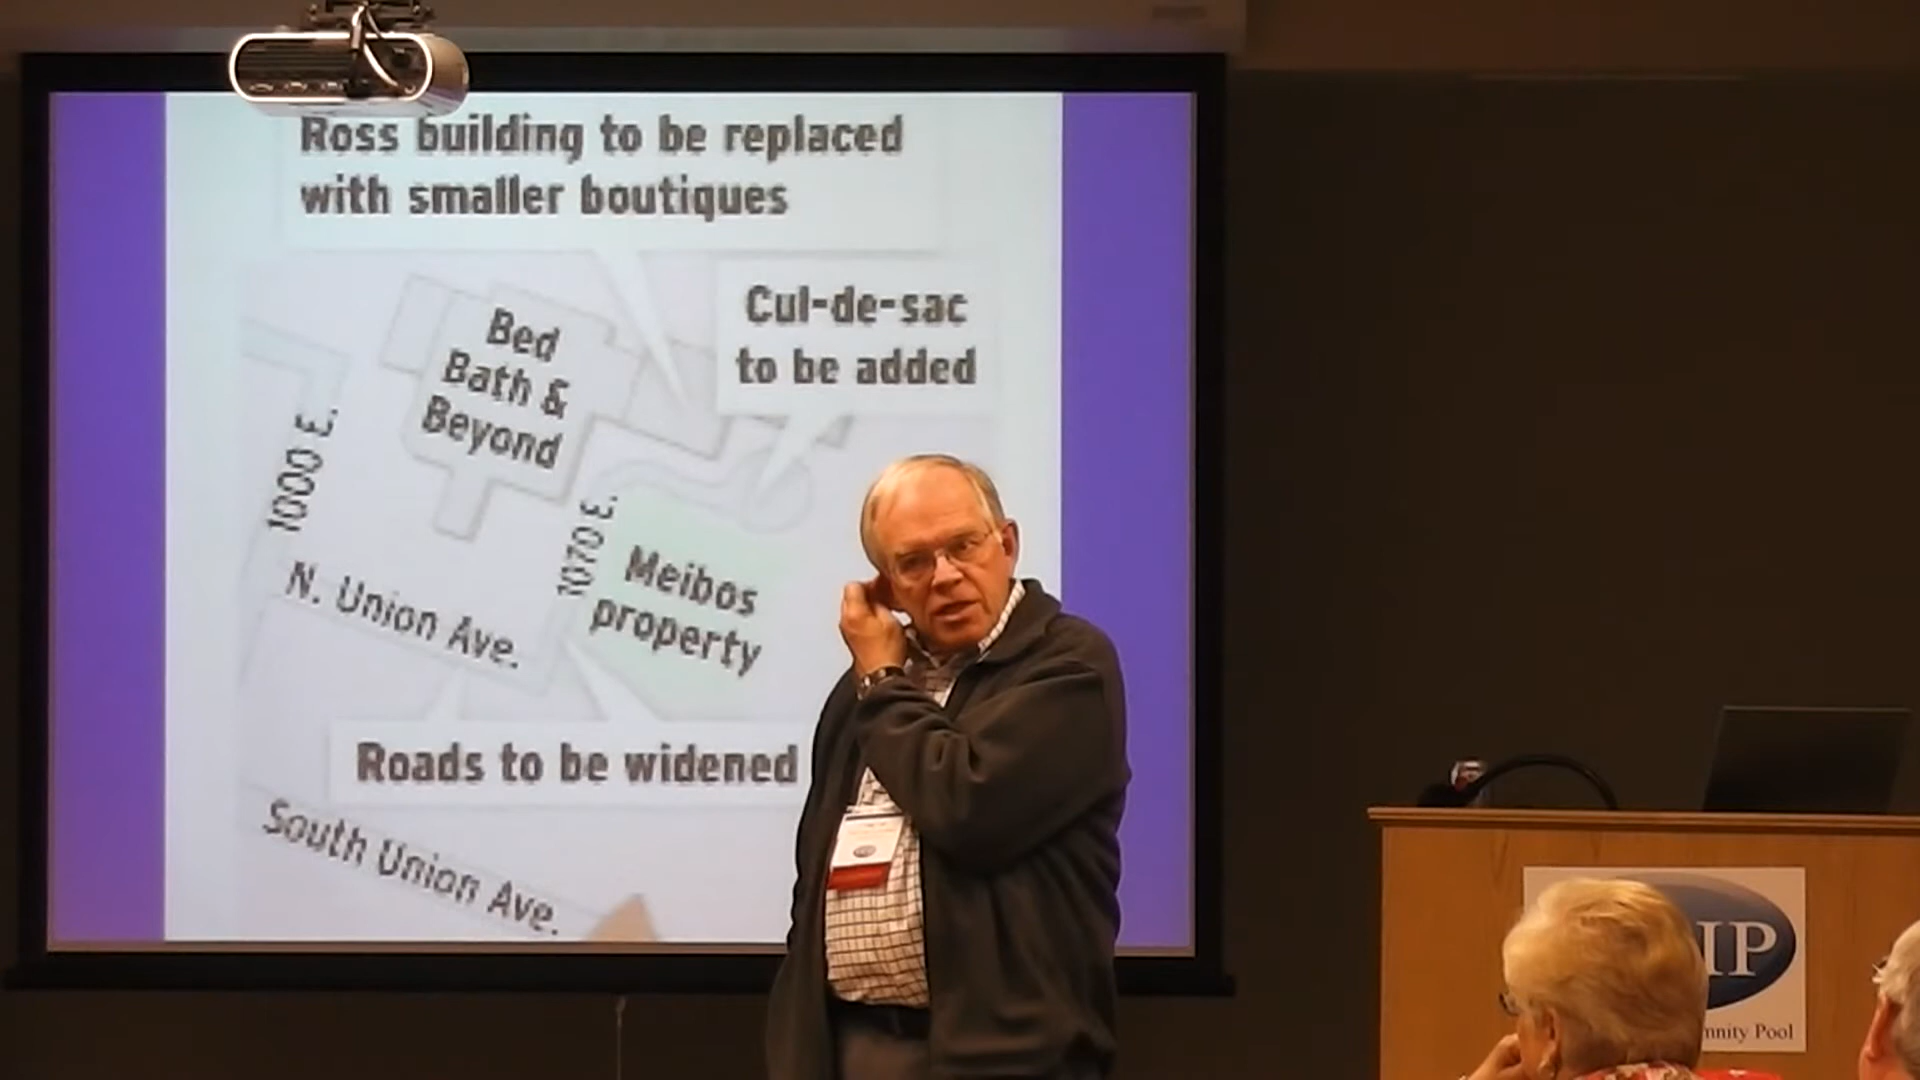 Ross building to be replaced
with smaller boutiques
Cul-de-sac
to be added
Bed
Bath &
Beyond
1000 E.
1070 E.
Meibos
property
N. Union Ave.
Roads to be widened
South Union Ave.
IP
Pool